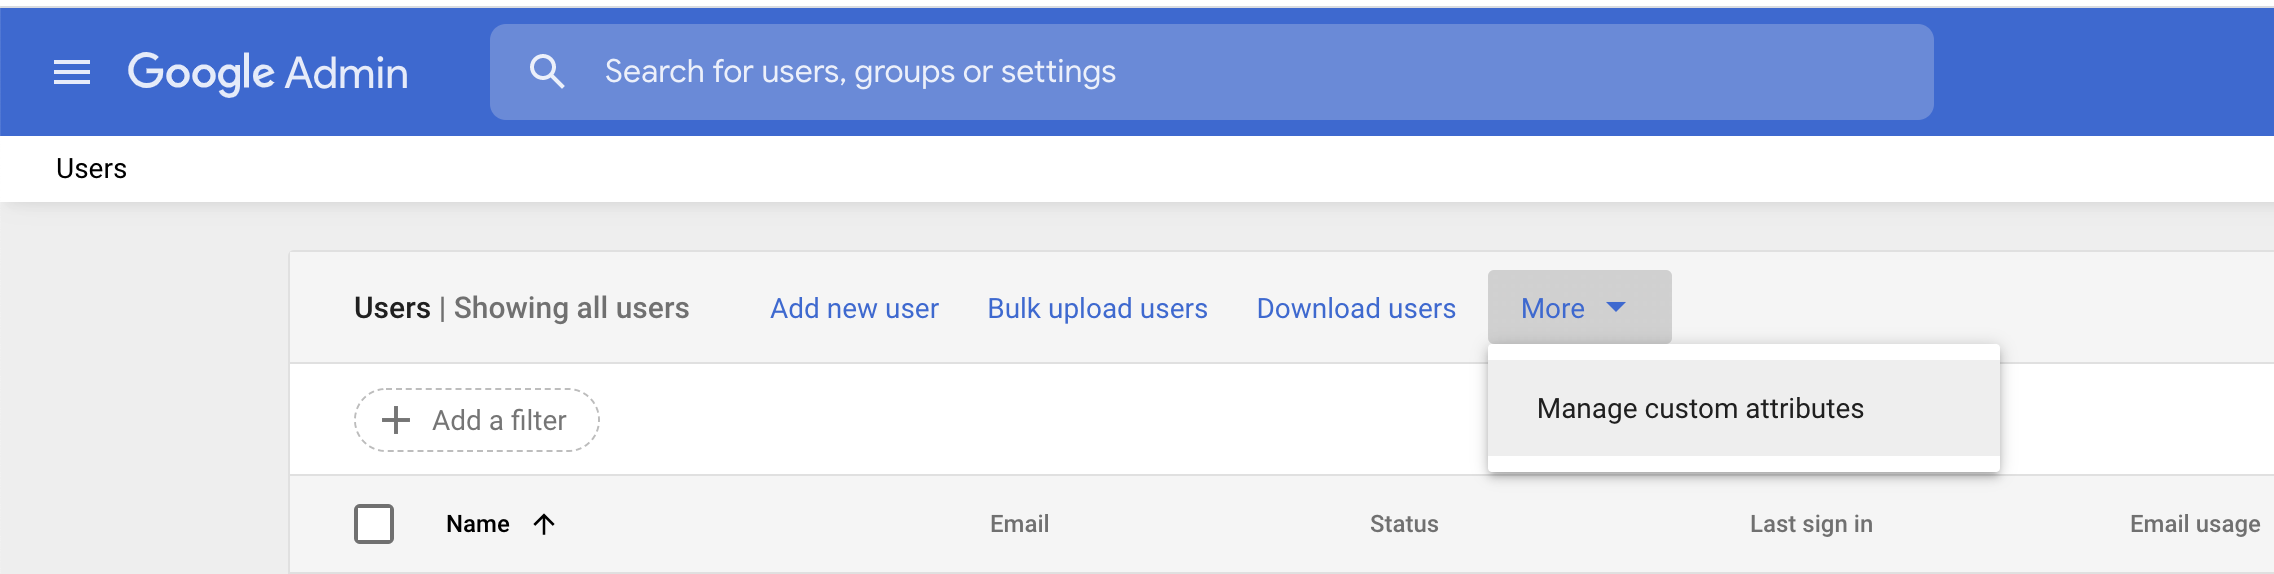 Google Admin
Search for users, groups or settings
Users
Users | Showing all users
Add new user
Bulk upload users
Download users
More
Manage custom attributes
Add a filter
Name
Email
Status
Last sign in
Email usage